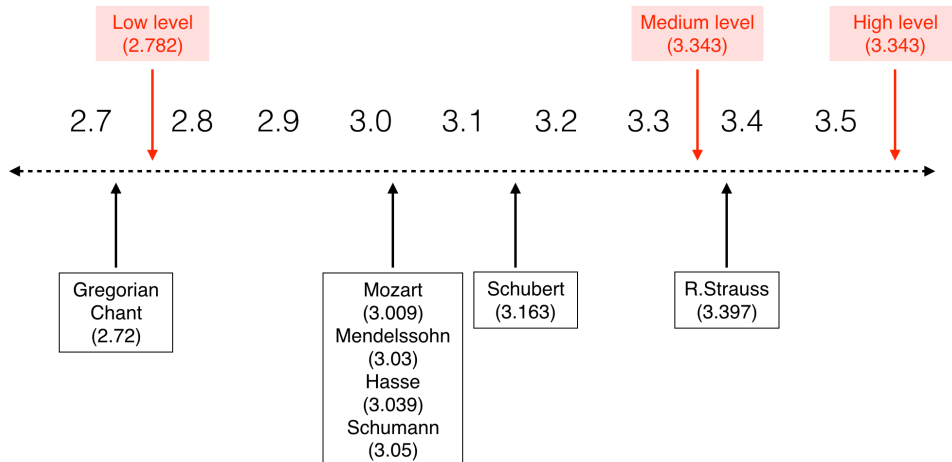 Low level
(2.782)
Medium level
(3.343)
High level
(3.343)
2.7 2.8 2.9 3.0 3.1 3.2 3.3 3.4 3.5
Gregorian
Chant
(2.72)
Mozart
(3.009)
Mendelssohn
(3.03)
Hasse
(3.039)
Schumann
(3.05)
Schubert
(3.163)
R.Strauss
(3.397)